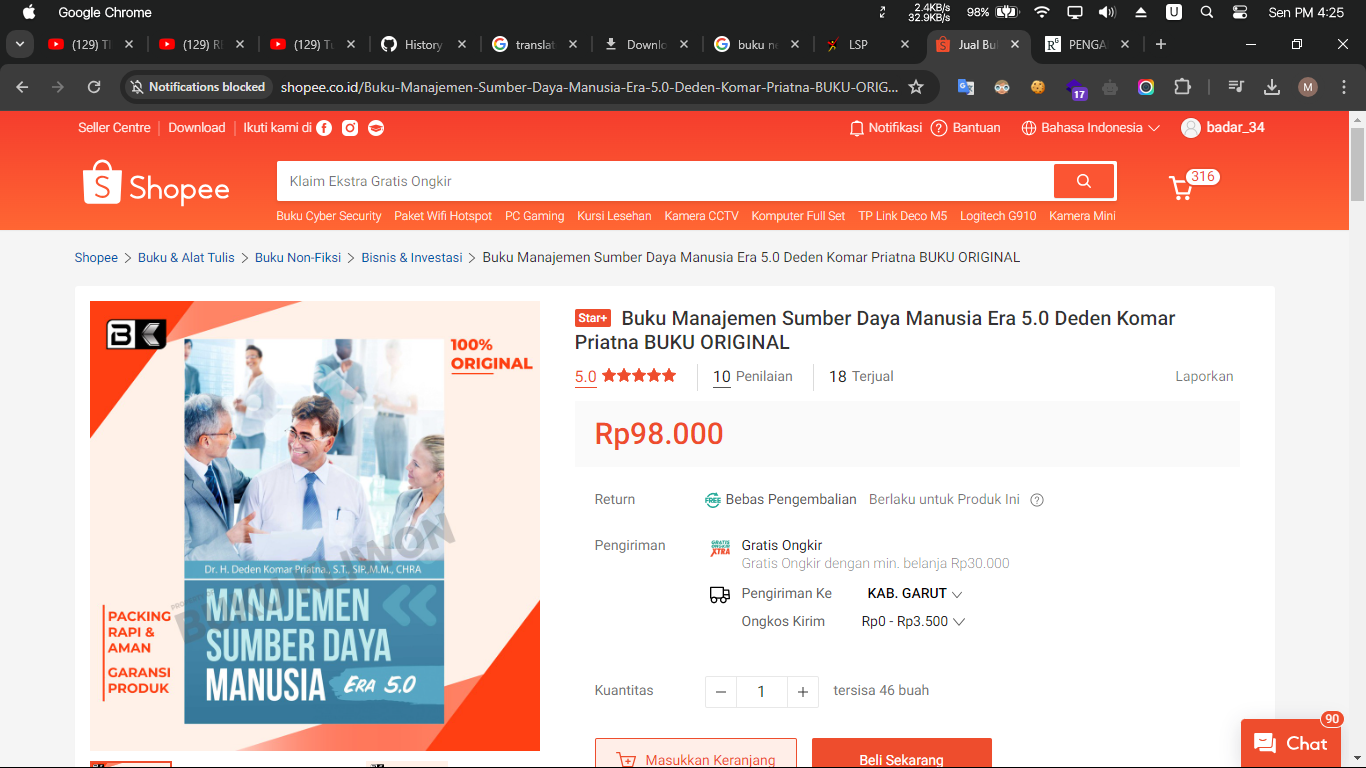 Google Chrome
2.4KB/s
32.9KB/s
98%
U
Sen PM 4:25
(129) Tl
(129) Rl
(129) Tu
History
translat
Downlo
buku ne
LSP
Jual Bul
PENGA
Notifications blocked
shopee.co.id/Buku-Manajemen-Sumber-Daya-Manusia-Era-5.0-Deden-Komar-Priatna-BUKU-ORIG...
17
M
Seller Centre
Download
Ikuti kami di
Notifikasi
Bantuan
Bahasa Indonesia
badar_34
Shopee
Klaim Ekstra Gratis Ongkir
316
Buku Cyber Security
Paket Wifi Hotspot
PC Gaming
Kursi Lesehan
Kamera CCTV
Komputer Full Set
TP Link Deco M5
Logitech G910
Kamera Mini
Shopee > Buku & Alat Tulis > Buku Non-Fiksi > Bisnis & Investasi > Buku Manajemen Sumber Daya Manusia Era 5.0 Deden Komar Priatna BUKU ORIGINAL
100%
ORIGINAL
Dr. H. Deden Komar Priatna., S.T., SIP., M.M., CHRA
BUKU KLIWON
MANAJEMEN
SUMBER DAYA
MANUSIA
ERA 5.0
PACKING
RAPI &
AMAN
GARANSI
PRODUK
Star+ Buku Manajemen Sumber Daya Manusia Era 5.0 Deden Komar
Priatna BUKU ORIGINAL
5.0
10 Penilaian
18 Terjual
Laporkan
Rp98.000
Return
FREE
Bebas Pengembalian
Berlaku untuk Produk Ini
Pengiriman
GRATIS ONGKIR XTRA
Gratis Ongkir
Gratis Ongkir dengan min. belanja Rp30.000
Pengiriman Ke
KAB. GARUT
Ongkos Kirim
Rp0 - Rp3.500
Kuantitas
1
tersisa 46 buah
Masukkan Keranjang
Beli Sekarang
90
Chat